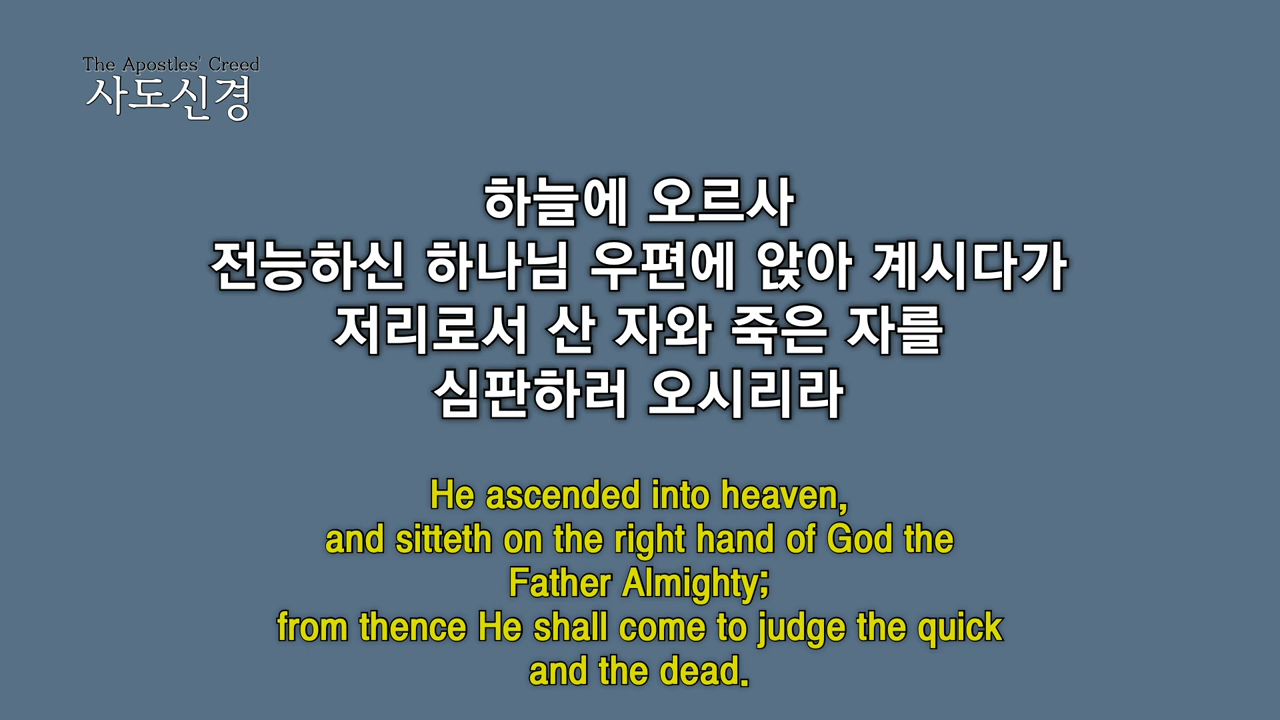 The Apostles' Creed
사도신경
하늘에 오르사
전능하신 하나님 우편에 앉아 계시다가
저리로서 산 자와 죽은 자를
심판하러 오시리라
He ascended into heaven,
and sitteth on the right hand of God the
Father Almighty;
from thence He shall come to judge the quick
and the dead.